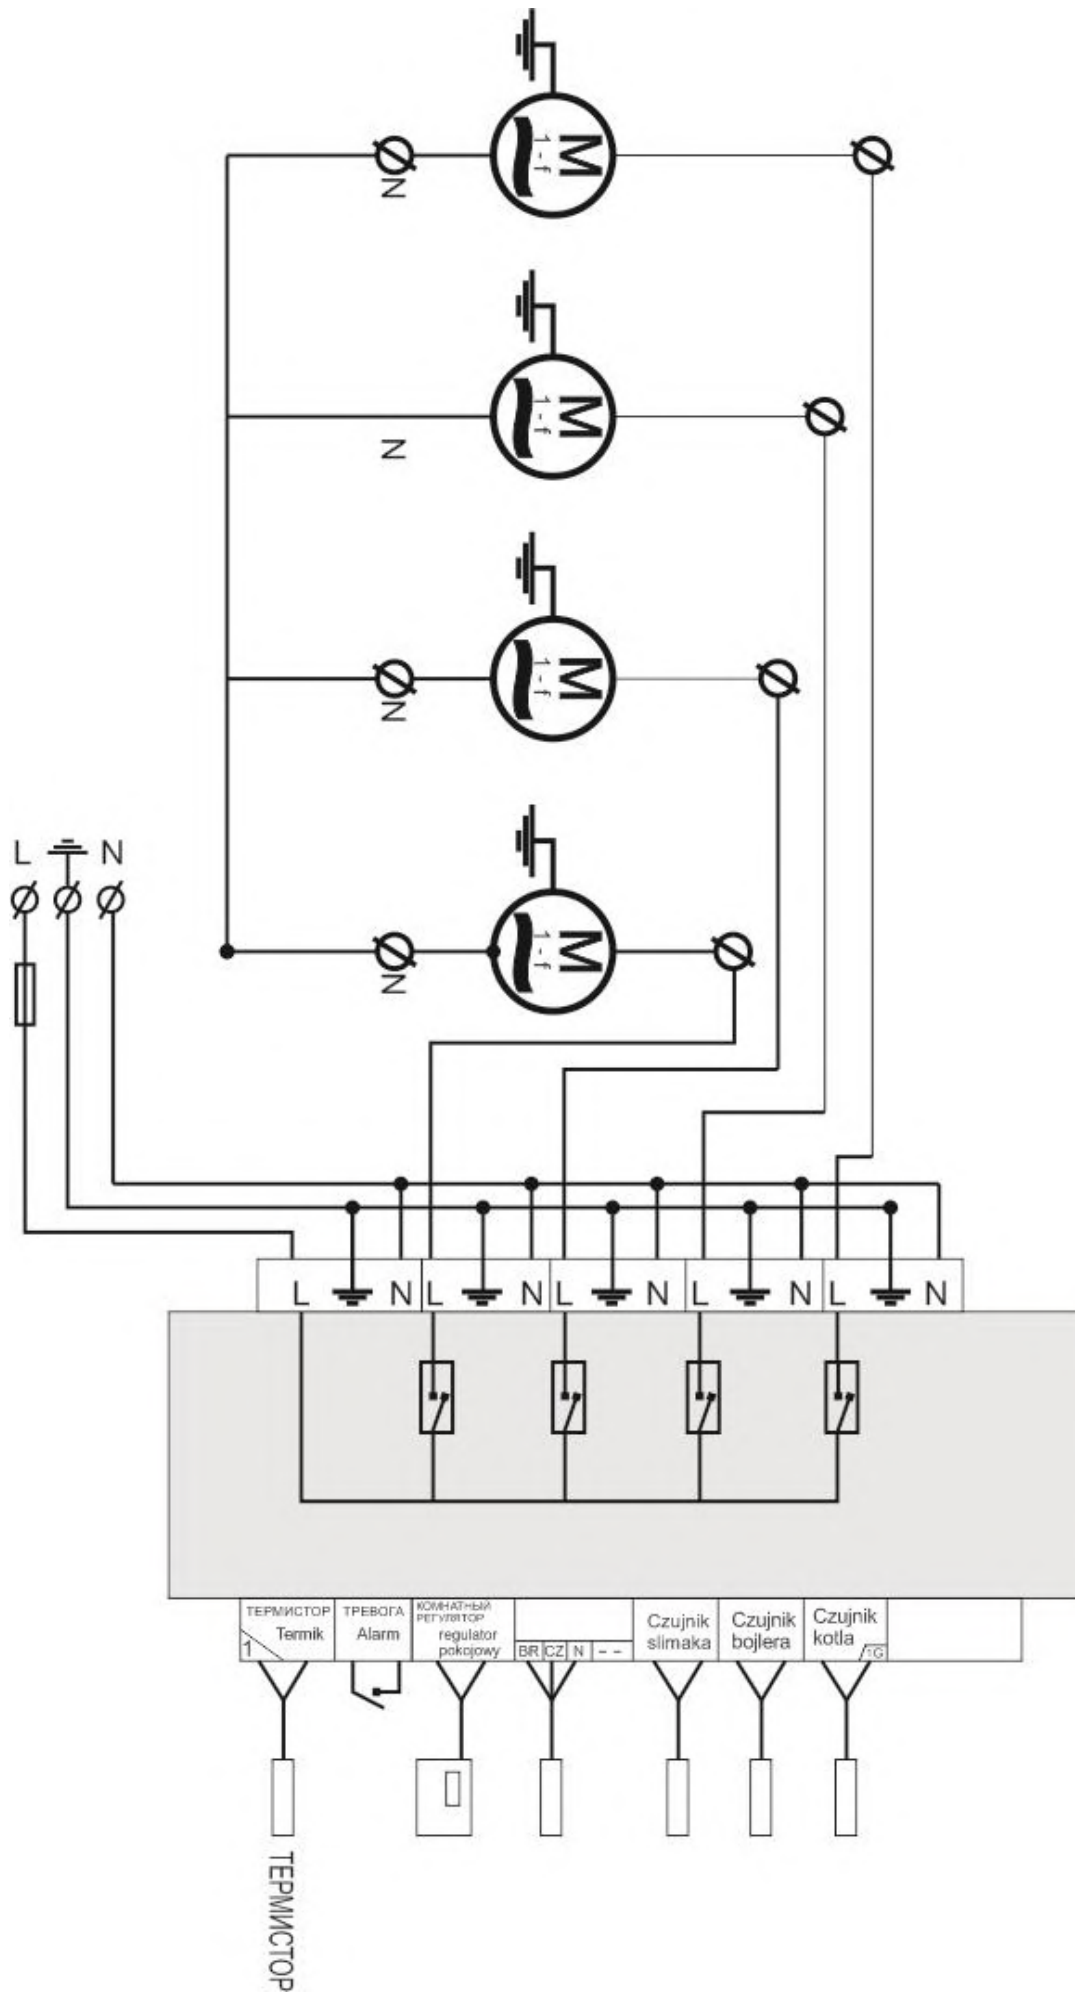 M
1 - f
N
M
1 - f
N
M
1 - f
N
L N
M
1 - f
N
L N L N L N L N L N
ТЕРМИСТОР
Termik
1
ТРЕВОГА
Alarm
КОМНАТНЫЙ
РЕГУЛЯТОР
regulator
pokojowy
BR CZ N - -
Czujnik
slimaka
Czujnik
bojlera
Czujnik
kotla
1G
ТЕРМИСТОР